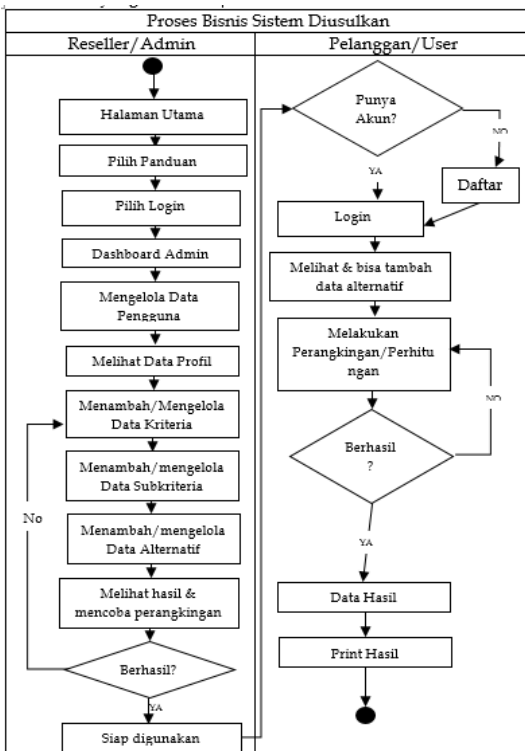 Proses Bisnis Sistem Diusulkan
Reseller/Admin
Pelanggan/User
Halaman Utama
Pilih Panduan
Pilih Login
Dashboard Admin
Mengelola Data
Pengguna
Melihat Data Profil
Menambah/Mengelola
Data Kriteria
Menambah/mengelola
Data Subkriteria
No
Menambah/mengelola
Data Alternatif
Melihat hasil &
mencoba perangkingan
Berhasil?
YA
Siap digunakan
Punya
Akun?
NO
YA
Daftar
Login
Melihat & bisa tambah
data alternatif
Melakukan
Perangkingan/Perhitu
ngan
NO
Berhasil
?
YA
Data Hasil
Print Hasil